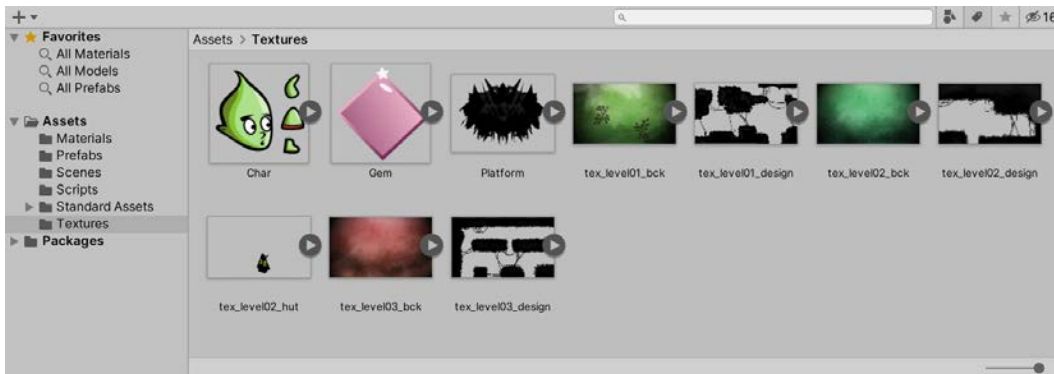 16
Favorites
All Materials
All Models
All Prefabs
Assets
Materials
Prefabs
Scenes
Scripts
Standard Assets
Textures
Packages
Assets > Textures
Char
Gem
Platform
tex_level01_bck
tex_level01_design
tex_level02_bck
tex_level02_design
tex_level02_hut
tex_level03_bck
tex_level03_design